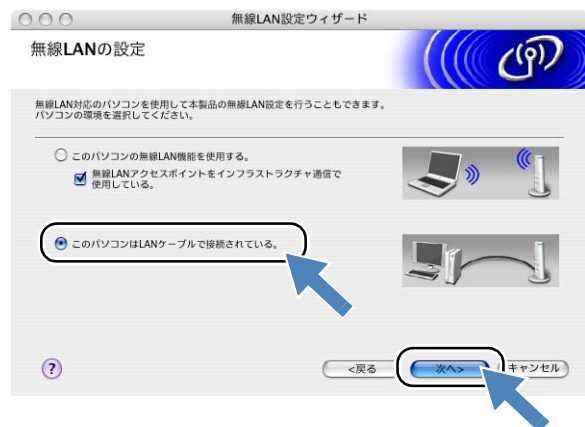 無線LAN設定ウィザード
無線LANの設定
無線LAN対応のパソコンを使用して本製品の無線LAN設定を行うこともできます。
パソコンの環境を選択してください。
このパソコンの無線LAN機能を使用する。
無線LANアクセスポイントをインフラストラクチャ通信で
使用している。
このパソコンはLANケーブルで接続されている。
?
<戻る
次へ>
キャンセル